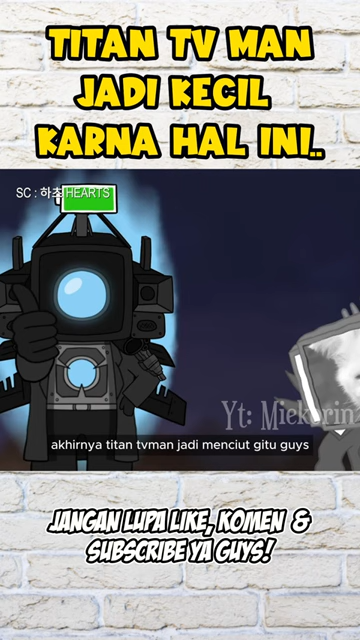 TITAN TV MAN
JADI KECIL
KARNA HAL INI..
SC : 하츠 HEARTS
Yt: Miekorin
akhirnya titan tvman jadi menciut gitu guys
JANGAN LUPA LIKE, KOMEN &
SUBSCRIBE YA GUYS!